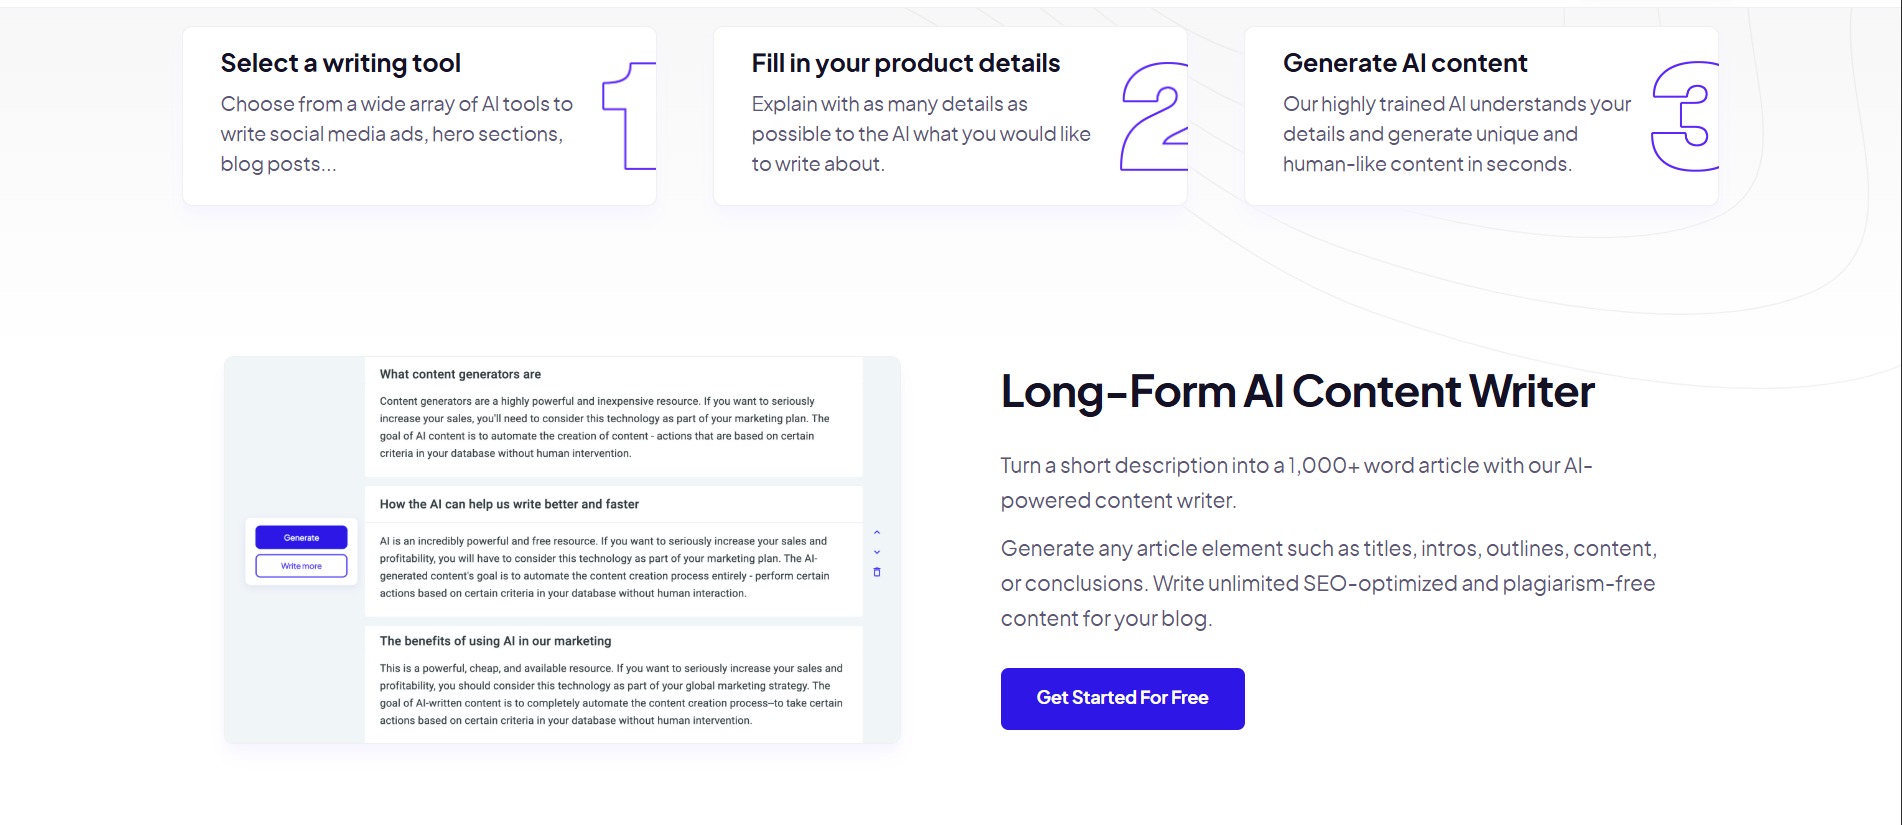 Select a writing tool
Choose from a wide array of AI tools to
write social media ads, hero sections,
blog posts...
1
Fill in your product details
Explain with as many details as
possible to the AI what you would like
to write about.
2
Generate AI content
Our highly trained AI understands your
details and generate unique and
human-like content in seconds.
3
What content generators are
Content generators are a highly powerful and inexpensive resource. If you want to seriously
increase your sales, you'll need to consider this technology as part of your marketing plan. The
goal of AI content is to automate the creation of content - actions that are based on certain
criteria in your database without human intervention.
How the AI can help us write better and faster
Generate
Write more
AI is an incredibly powerful and free resource. If you want to seriously increase your sales and
profitability, you will have to consider this technology as part of your marketing plan. The AI-
generated content's goal is to automate the content creation process entirely - perform certain
actions based on certain criteria in your database without human interaction.
The benefits of using AI in our marketing
This is a powerful, cheap, and available resource. If you want to seriously increase your sales and
profitability, you should consider this technology as part of your global marketing strategy. The
goal of AI-written content is to completely automate the content creation process--to take certain
actions based on certain criteria in your database without human intervention.
Long-Form AI Content Writer
Turn a short description into a 1,000+ word article with our AI-
powered content writer.
Generate any article element such as titles, intros, outlines, content,
or conclusions. Write unlimited SEO-optimized and plagiarism-free
content for your blog.
Get Started For Free